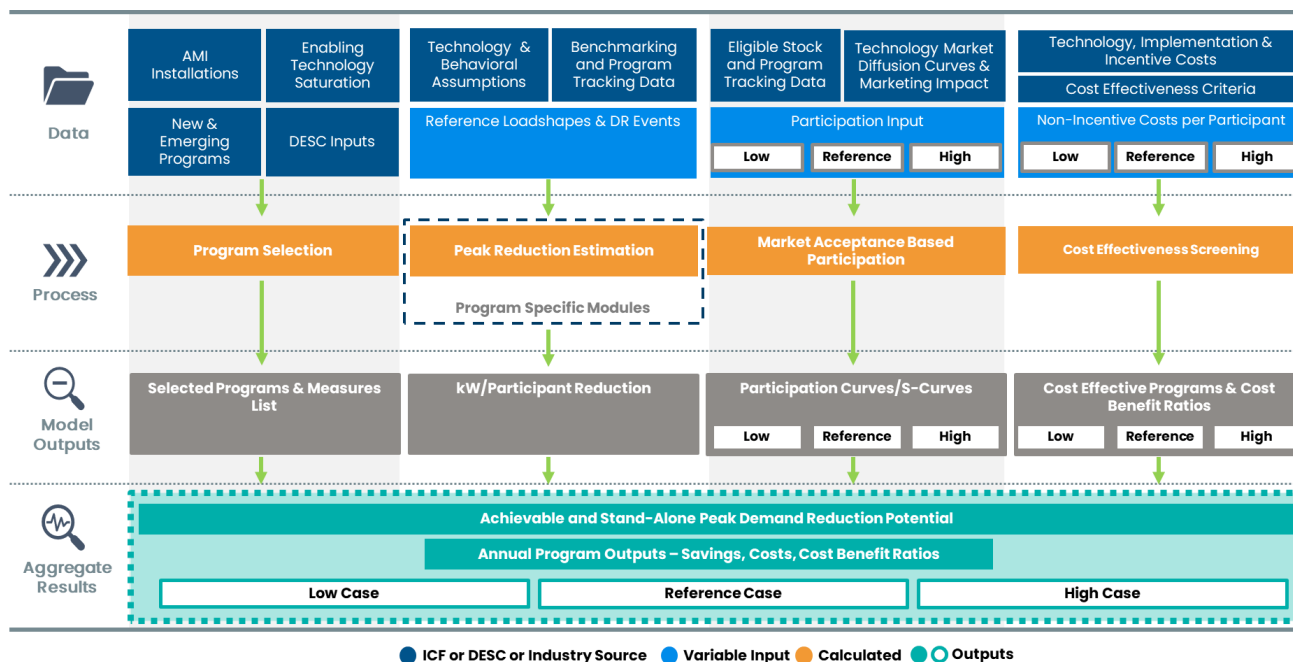 AMI
Installations
Enabling
Technology
Saturation
Technology &
Behavioral
Assumptions
Benchmarking
and Program
Tracking Data
Eligible Stock
and Program
Tracking Data
Technology Market
Diffusion Curves &
Marketing Impact
Technology, Implementation &
Incentive Costs
Cost Effectiveness Criteria
Data
New &
Emerging
Programs
DESC Inputs
Reference Loadshapes & DR Events
Participation Input
Low
Reference
High
Non-Incentive Costs per Participant
Low
Reference
High
Process
Program Selection
Peak Reduction Estimation
Program Specific Modules
Market Acceptance Based
Participation
Cost Effectiveness Screening
Model
Outputs
Selected Programs & Measures
List
kW/Participant Reduction
Participation Curves/S-Curves
Low
Reference
High
Cost Effective Programs & Cost
Benefit Ratios
Low
Reference
High
Aggregate
Results
Achievable and Stand-Alone Peak Demand Reduction Potential
Annual Program Outputs – Savings, Costs, Cost Benefit Ratios
Low Case
Reference Case
High Case
ICF or DESC or Industry Source
Variable Input
Calculated
Outputs